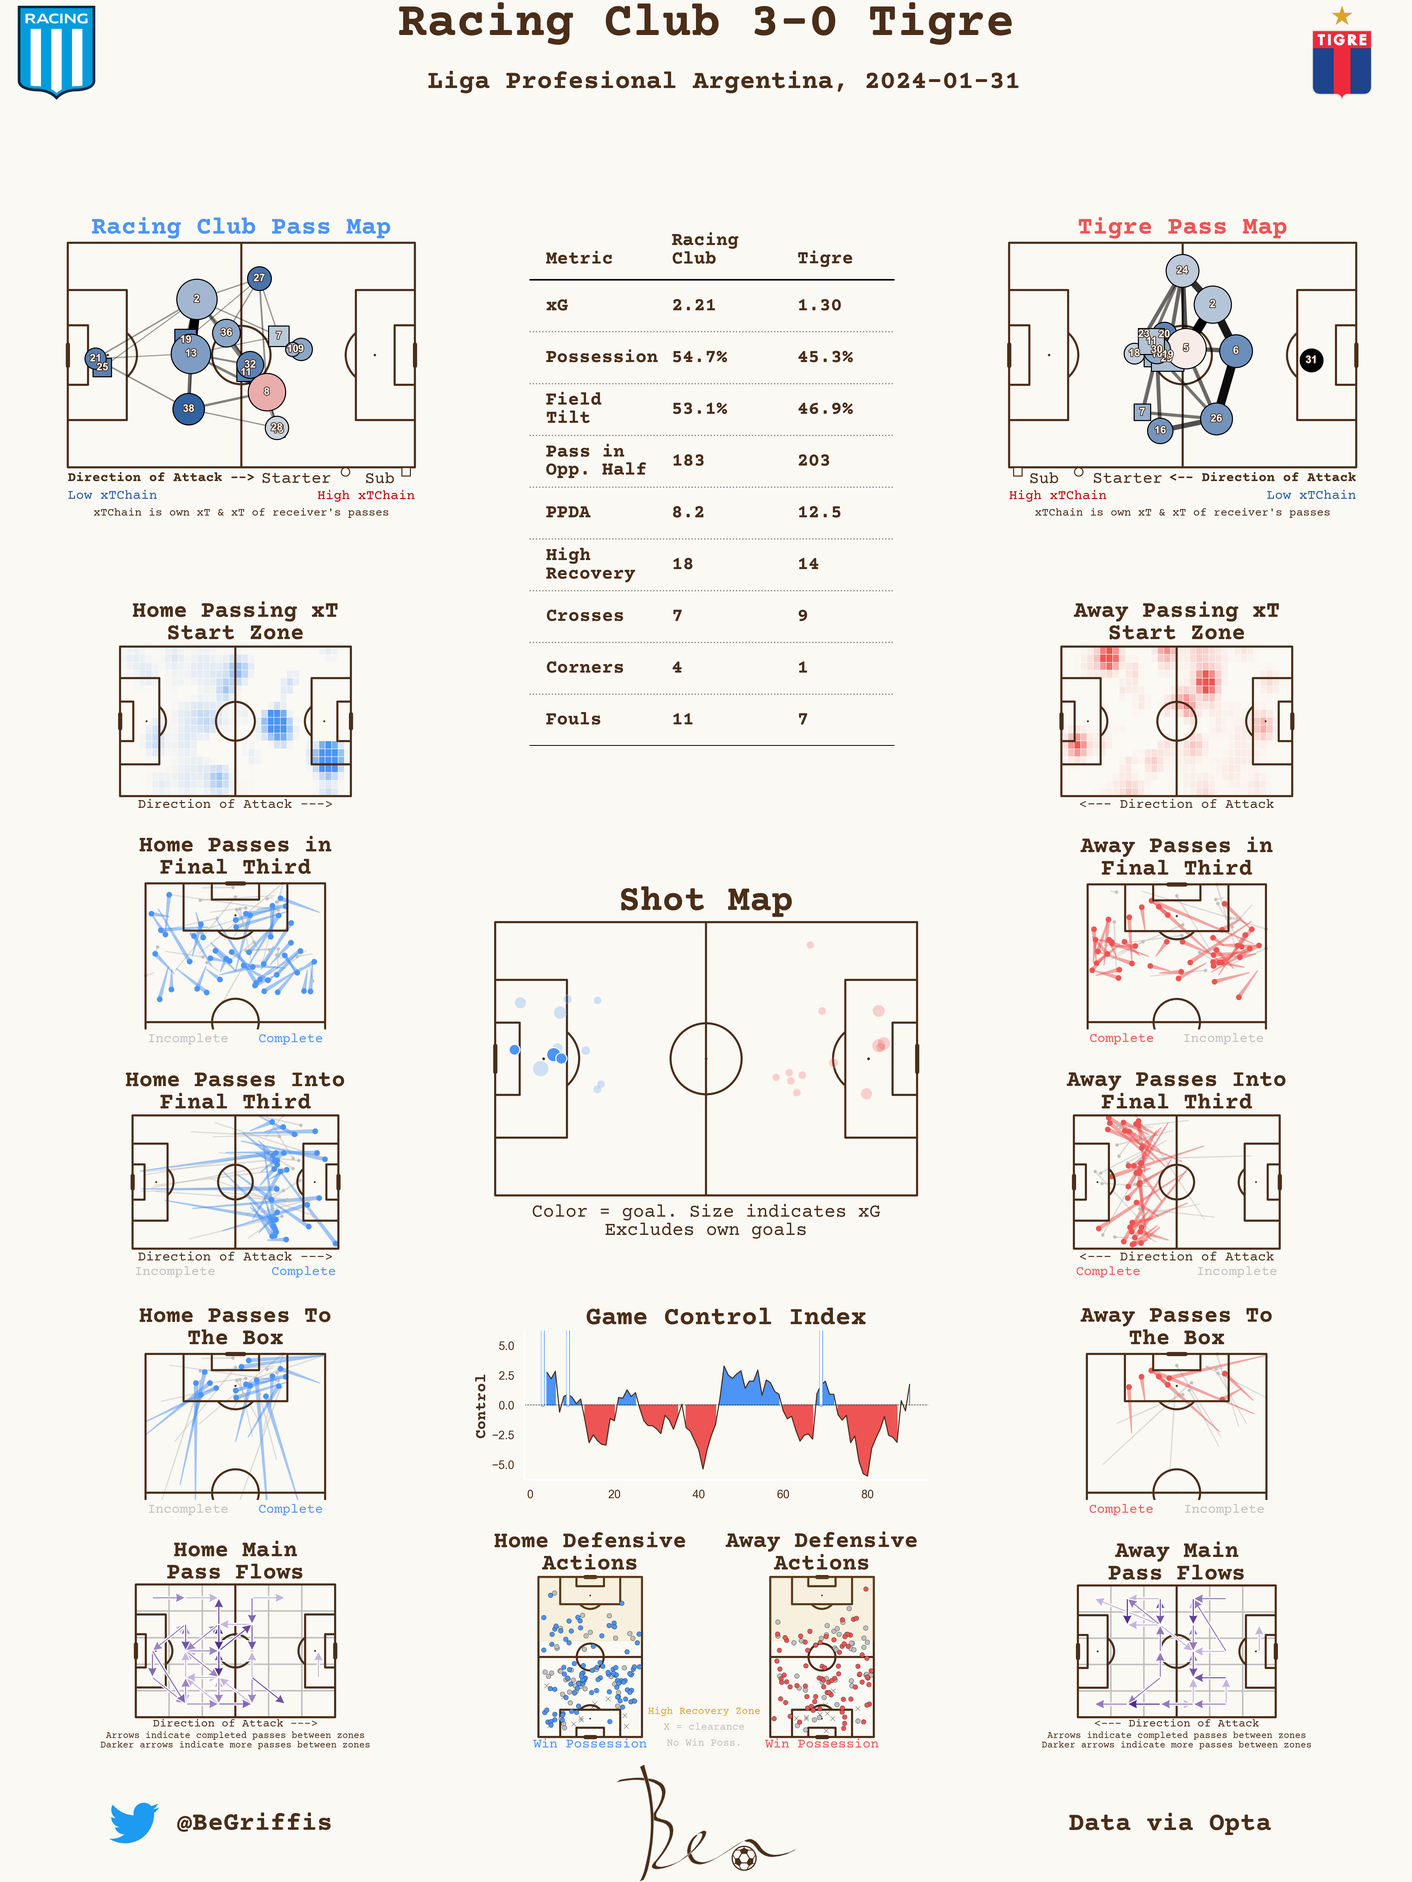 RACING
Racing Club 3-0 Tigre
TIGRE
Liga Profesional Argentina, 2024-01-31
Racing Club Pass Map
27
2
7
36
19
13
10
9
21
25
32
11
8
38
28
Direction of Attack --> Starter Sub
Low xTChain High xTChain
xTChain is own xT & xT of receiver's passes
Metric Racing Club Tigre
xG 2.21 1.30
Possession 54.7% 45.3%
Field Tilt 53.1% 46.9%
Pass in Opp. Half 183 203
PPDA 8.2 12.5
High Recovery 18 14
Crosses 7 9
Corners 4 1
Fouls 11 7
Tigre Pass Map
24
2
23
20
11
18
30
19
5
6
31
7
16
26
Sub Starter <-- Direction of Attack
High xTChain Low xTChain
xTChain is own xT & xT of receiver's passes
Home Passing xT
Start Zone
Direction of Attack --->
Away Passing xT
Start Zone
<--- Direction of Attack
Home Passes in
Final Third
Incomplete Complete
Shot Map
Color = goal. Size indicates xG
Excludes own goals
Away Passes in
Final Third
Complete Incomplete
Home Passes Into
Final Third
Direction of Attack --->
Incomplete Complete
Away Passes Into
Final Third
<--- Direction of Attack
Complete Incomplete
Home Passes To
The Box
Incomplete Complete
Game Control Index
Control
5.0
2.5
0.0
−2.5
−5.0
0 20 40 60 80
Away Passes To
The Box
Complete Incomplete
Home Main
Pass Flows
Direction of Attack --->
Arrows indicate completed passes between zones
Darker arrows indicate more passes between zones
Home Defensive
Actions
Win Possession
Away Defensive
Actions
Win Possession
High Recovery Zone
X = clearance
No Win Poss.
Away Main
Pass Flows
<--- Direction of Attack
Arrows indicate completed passes between zones
Darker arrows indicate more passes between zones
@BeGriffis
Ben
Data via Opta